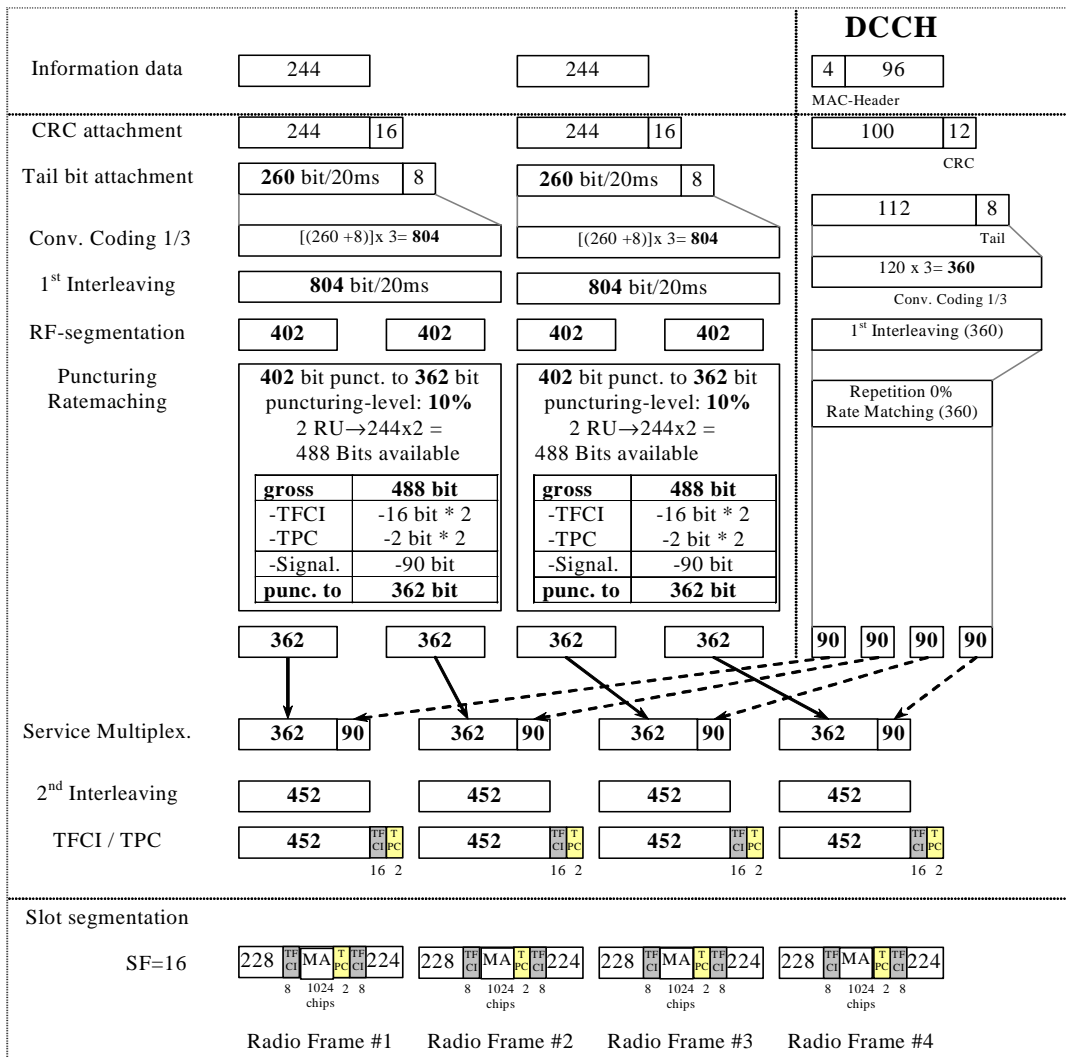 DCCH
Information data 244 244 4 96
MAC-Header
CRC attachment 244 16 244 16 100 12
CRC
Tail bit attachment 260 bit/20ms 8 260 bit/20ms 8
112 8
Tail
Conv. Coding 1/3 [(260 +8)]x 3= 804 [(260 +8)]x 3= 804
120 x 3= 360
Conv. Coding 1/3
1st Interleaving 804 bit/20ms 804 bit/20ms
RF-segmentation 402 402 402 402 1st Interleaving (360)
Puncturing
Ratemaching
402 bit punct. to 362 bit
puncturing-level: 10%
2 RU→244x2 =
488 Bits available
gross 488 bit
-TFCI -16 bit * 2
-TPC -2 bit * 2
-Signal. -90 bit
punc. to 362 bit
402 bit punct. to 362 bit
puncturing-level: 10%
2 RU→244x2 =
488 Bits available
gross 488 bit
-TFCI -16 bit * 2
-TPC -2 bit * 2
-Signal. -90 bit
punc. to 362 bit
Repetition 0%
Rate Matching (360)
362 362 362 362 90 90 90 90
Service Multiplex. 362 90 362 90 362 90 362 90
2nd Interleaving 452 452 452 452
TFCI / TPC 452 TF CI T PC 452 TF CI T PC 452 TF CI T PC 452 TF CI T PC
16 2 16 2 16 2 16 2
Slot segmentation
SF=16 228 TF CI MA T PC TF CI 224 228 TF CI MA T PC TF CI 224 228 TF CI MA T PC TF CI 224 228 TF CI MA T PC TF CI 224
8 1024 2 8 8 1024 2 8 8 1024 2 8 8 1024 2 8
chips chips chips chips
Radio Frame #1 Radio Frame #2 Radio Frame #3 Radio Frame #4